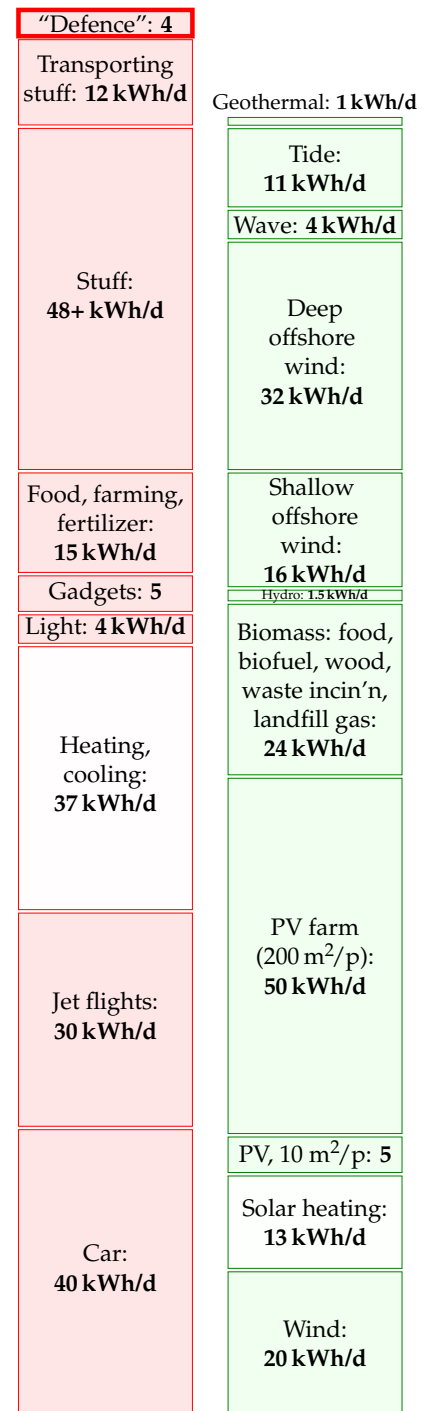 “Defence”: 4
Transporting
stuff: 12 kWh/d
Stuff:
48+ kWh/d
Food, farming,
fertilizer:
15 kWh/d
Gadgets: 5
Light: 4 kWh/d
Heating,
cooling:
37 kWh/d
Jet flights:
30 kWh/d
Car:
40 kWh/d
Geothermal: 1 kWh/d
Tide:
11 kWh/d
Wave: 4 kWh/d
Deep
offshore
wind:
32 kWh/d
Shallow
offshore
wind:
16 kWh/d
Hydro: 1.5 kWh/d
Biomass: food,
biofuel, wood,
waste incin’n,
landfill gas:
24 kWh/d
PV farm
(200 m²/p):
50 kWh/d
PV, 10 m²/p: 5
Solar heating:
13 kWh/d
Wind:
20 kWh/d